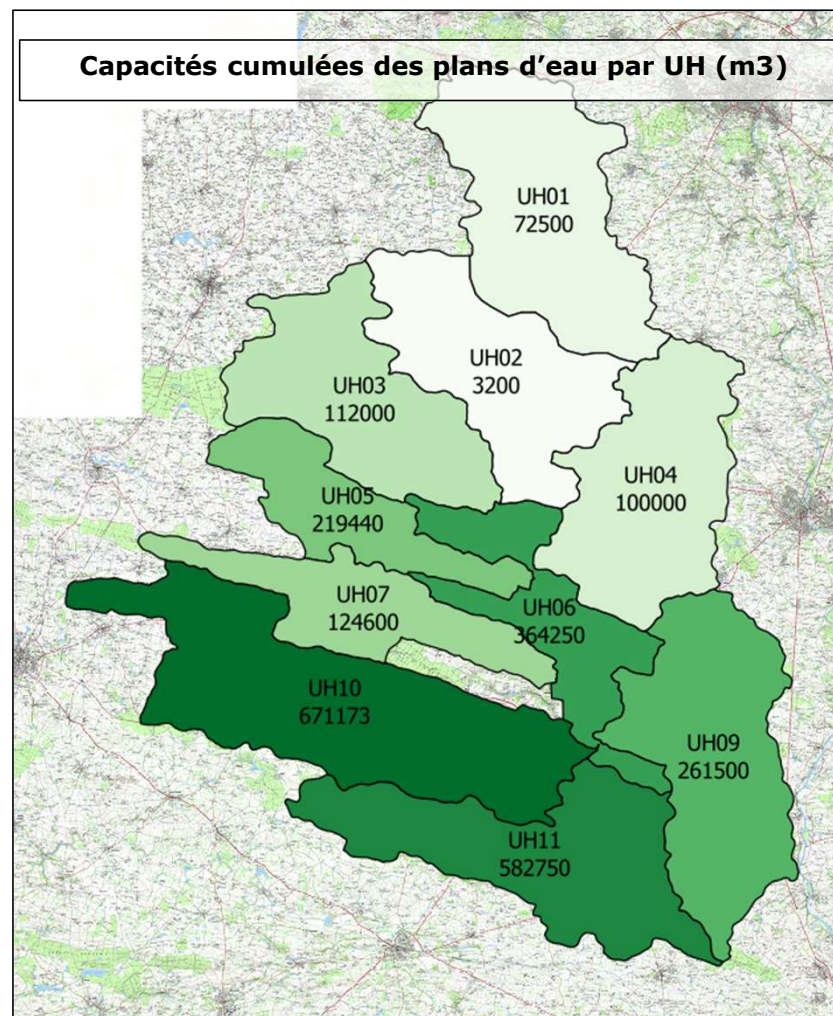 Capacités cumulées des plans d’eau par UH (m3)
UH01
72500
UH02
3200
UH03
112000
UH04
100000
UH05
219440
UH06
364250
UH07
124600
UH09
261500
UH10
671173
UH11
582750